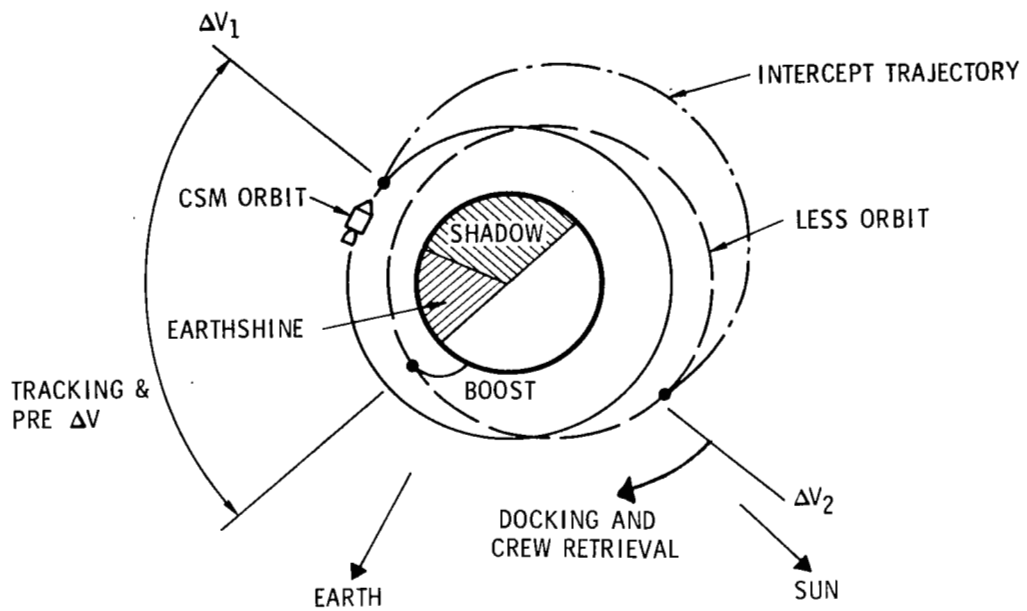 ΔV1
INTERCEPT TRAJECTORY
CSM ORBIT
SHADOW
LESS ORBIT
EARTHSHINE
BOOST
TRACKING &
PRE ΔV
ΔV2
DOCKING AND
CREW RETRIEVAL
EARTH
SUN